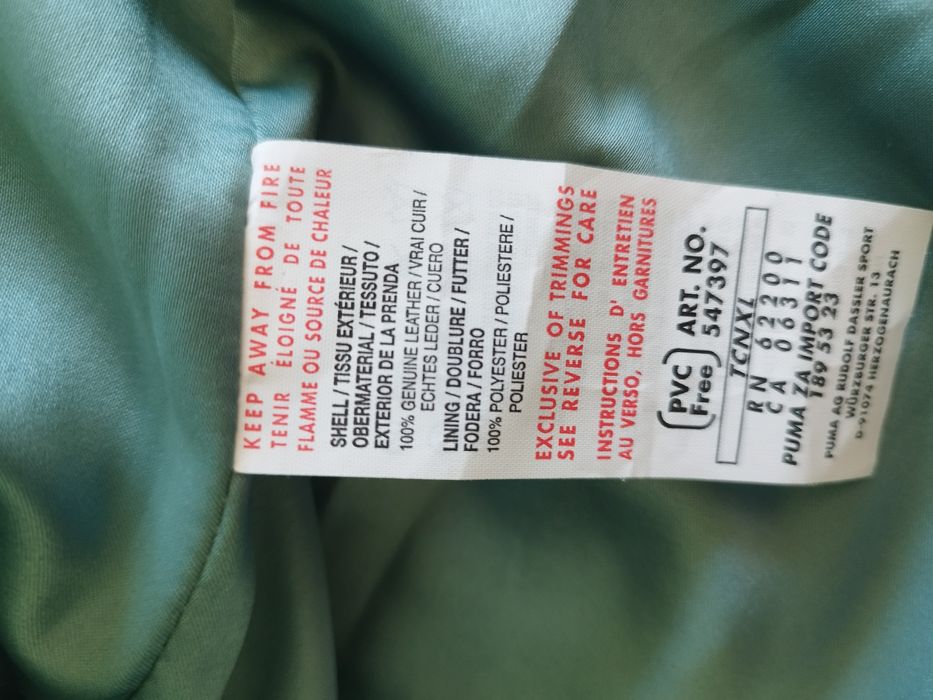 KEEP AWAY FROM FIRE
TENIR ÉLOIGNÉ DE TOUTE
FLAMME OU SOURCE DE CHALEUR
SHELL / TISSU EXTÉRIEUR /
OBERMATERIAL / TESSUTO /
EXTERIOR DE LA PRENDA
100% GENUINE LEATHER / VRAI CUIR /
ECHTES LEDER / CUERO
LINING / DOUBLURE / FUTTER /
FODERA / FORRO
100% POLYESTER / POLIESTERE /
POLIESTER
EXCLUSIVE OF TRIMMINGS
SEE REVERSE FOR CARE
INSTRUCTIONS D' ENTRETIEN
AU VERSO, HORS GARNITURES
PVC Free
ART. NO.
547397
TCNXL
RN 62200
CA 06311
PUMA ZA IMPORT CODE
189 53 23
PUMA AG RUDOLF DASSLER SPORT
WÜRZBURGER STR. 13
D-91074 HERZOGENAURACH